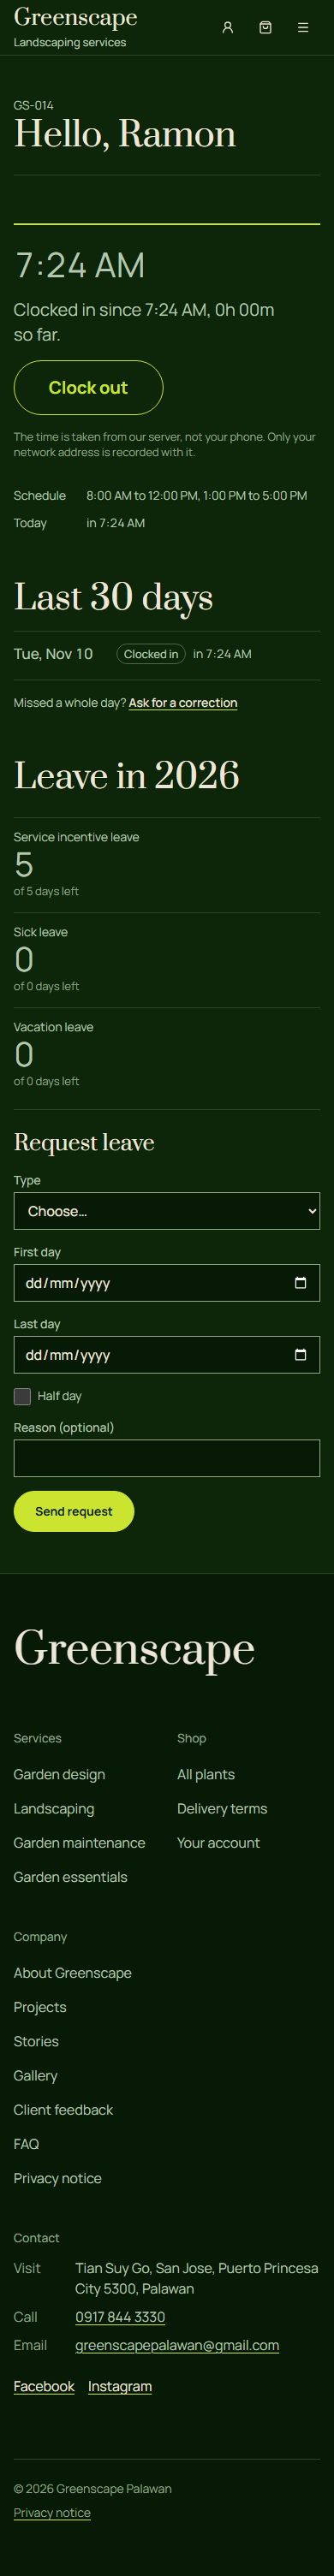 Greenscape
Landscaping services
GS-014
Hello, Ramon
7:24 AM
Clocked in since 7:24 AM, 0h 00m
so far.
Clock out
The time is taken from our server, not your phone. Only your
network address is recorded with it.
Schedule 8:00 AM to 12:00 PM, 1:00 PM to 5:00 PM
Today in 7:24 AM
Last 30 days
Tue, Nov 10 Clocked in in 7:24 AM
Missed a whole day? Ask for a correction
Leave in 2026
Service incentive leave
5
of 5 days left
Sick leave
0
of 0 days left
Vacation leave
0
of 0 days left
Request leave
Type
Choose...
First day
dd/mm/yyyy
Last day
dd/mm/yyyy
Half day
Reason (optional)
Send request
Greenscape
Services
Garden design
Landscaping
Garden maintenance
Garden essentials
Shop
All plants
Delivery terms
Your account
Company
About Greenscape
Projects
Stories
Gallery
Client feedback
FAQ
Privacy notice
Contact
Visit Tian Suy Go, San Jose, Puerto Princesa
City 5300, Palawan
Call 0917 844 3330
Email greenscapepalawan@gmail.com
Facebook Instagram
© 2026 Greenscape Palawan
Privacy notice